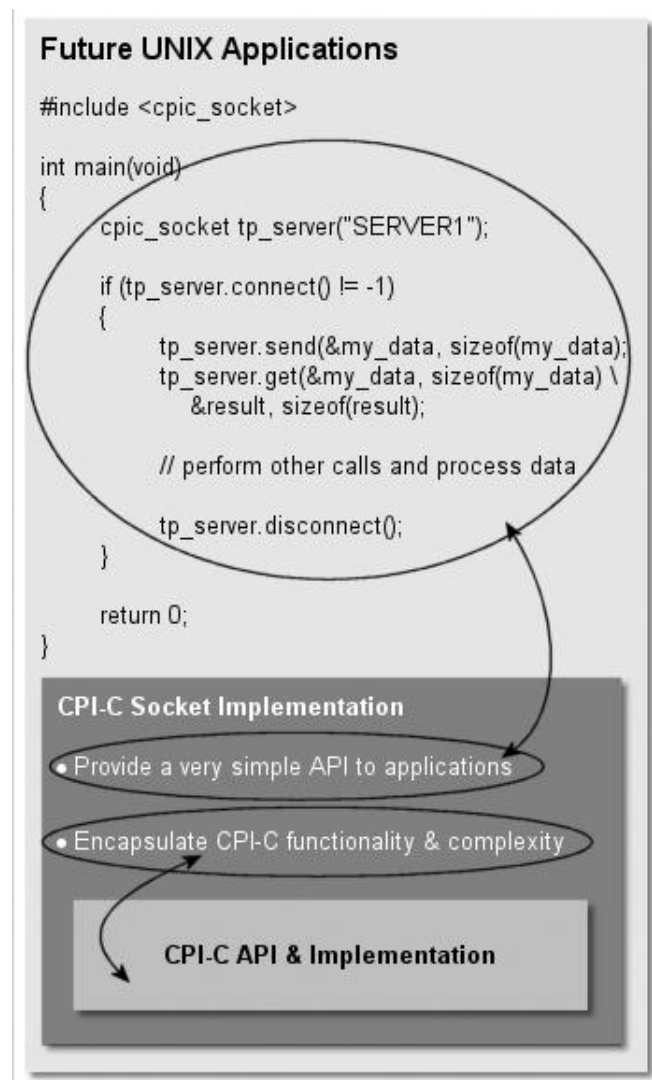 Future UNIX Applications
#include <cpic_socket>
int main(void)
{
cpic_socket tp_server("SERVER1");
if (tp_server.connect() != -1)
{
tp_server.send(&my_data, sizeof(my_data);
tp_server.get(&my_data, sizeof(my_data) \
&result, sizeof(result);
// perform other calls and process data
tp_server.disconnect();
}
return 0;
}
CPI-C Socket Implementation
• Provide a very simple API to applications
• Encapsulate CPI-C functionality & complexity
CPI-C API & Implementation